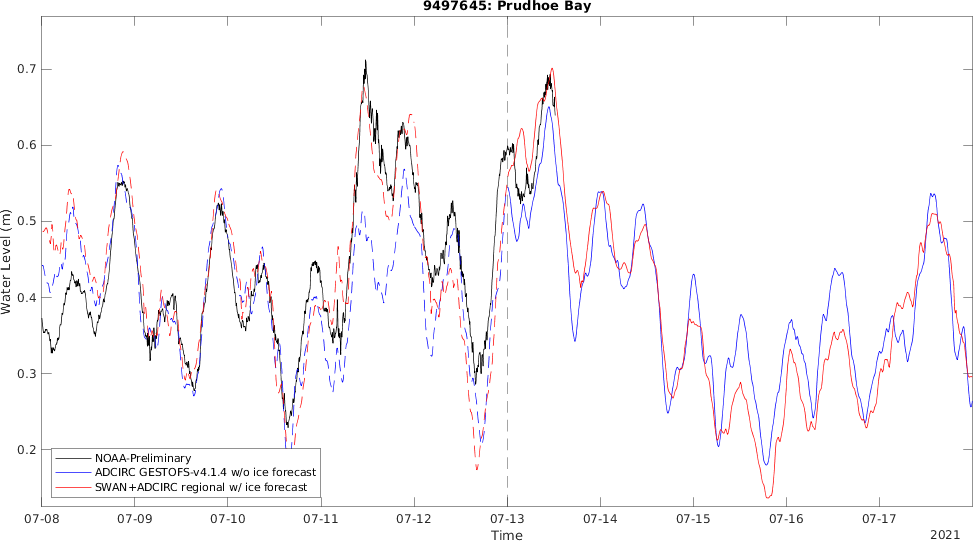 9497645: Prudhoe Bay
Water Level (m)
0.7
0.6
0.5
0.4
0.3
0.2
NOAA-Preliminary
ADCIRC GESTOFS-v4.1.4 w/o ice forecast
SWAN+ADCIRC regional w/ ice forecast
07-08 07-09 07-10 07-11 07-12 07-13 07-14 07-15 07-16 07-17
Time
2021